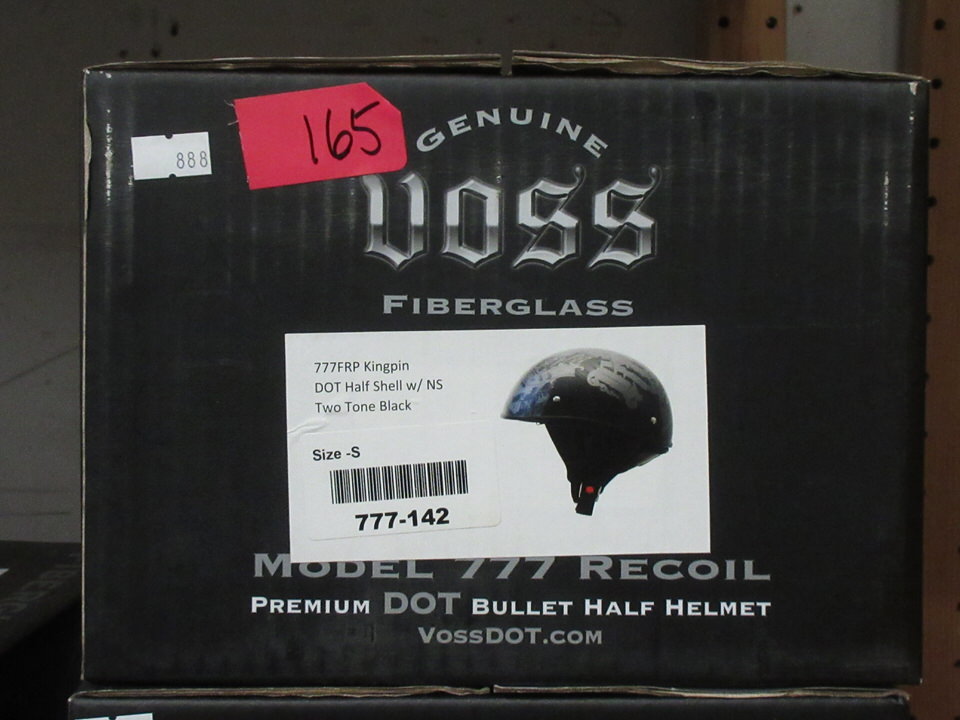 165
888
GENUINE
VOSS
FIBERGLASS
777FRP Kingpin
DOT Half Shell w/ NS
Two Tone Black
Size -S
777-142
MODEL 777 RECOIL
PREMIUM DOT BULLET HALF HELMET
VOSSDOT.COM